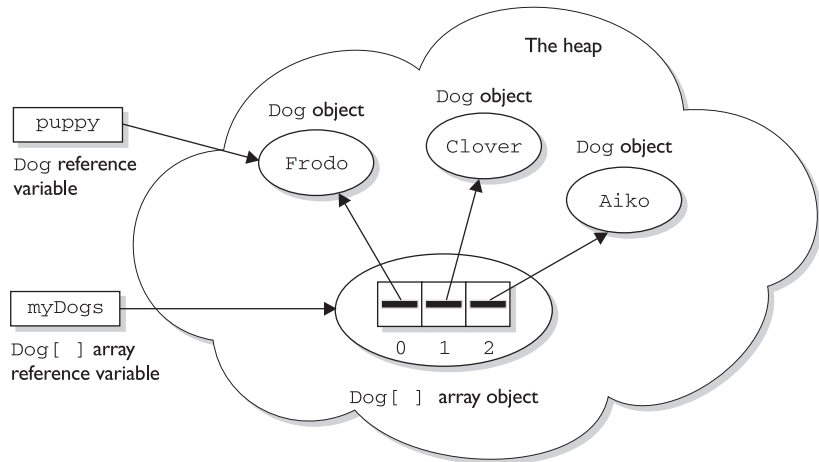 The heap
Dog object
Dog object
puppy
Clover
Dog object
Frodo
Dog reference
variable
Aiko
myDogs
0 1 2
Dog[ ] array
reference variable
Dog[ ] array object